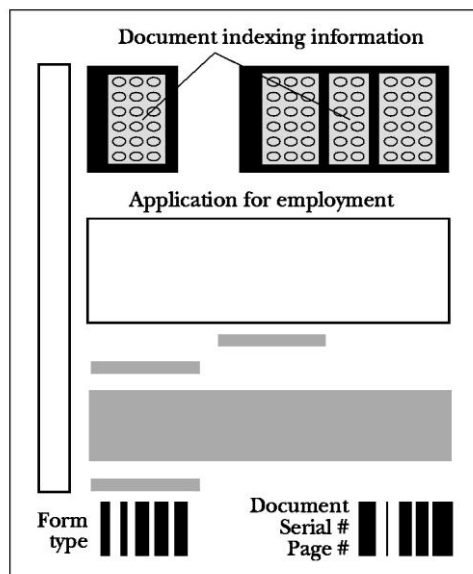 Document indexing information
Application for employment
Form
type
Document
Serial #
Page #